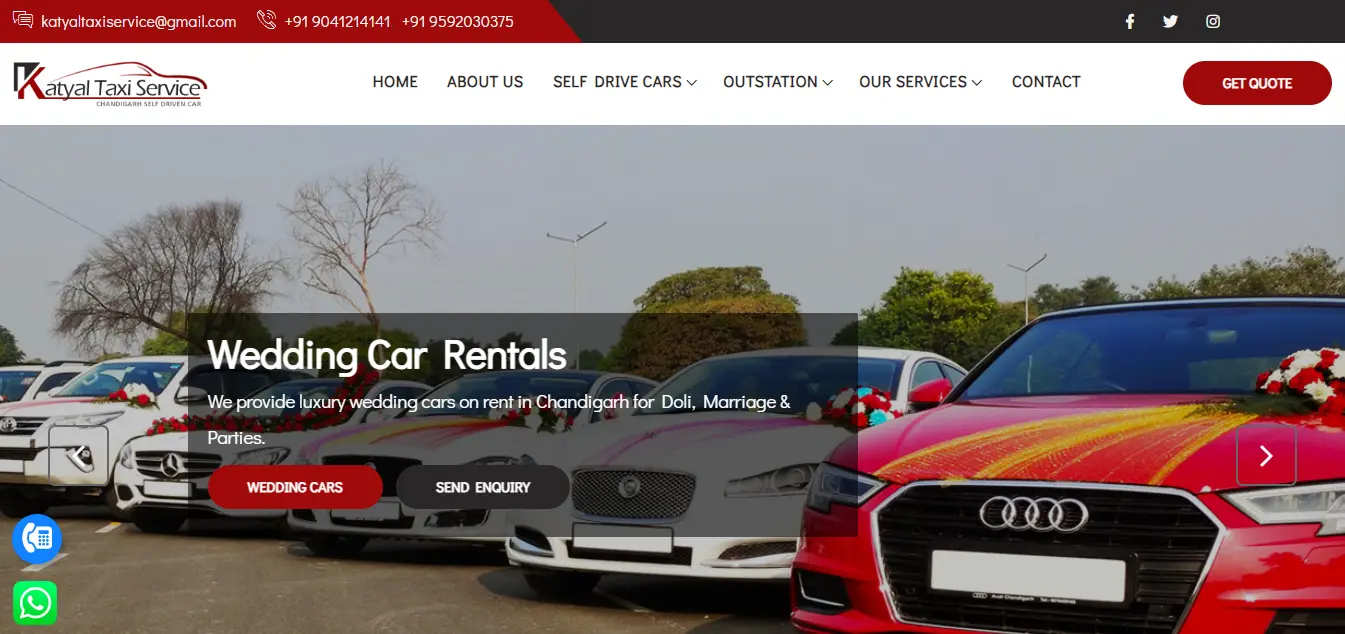 katyaltaxiservice@gmail.com +91 9041214141 +91 9592030375
Katyal Taxi Service
CHANDIGARH SELF DRIVEN CAR
HOME ABOUT US SELF DRIVE CARS OUTSTATION OUR SERVICES CONTACT
GET QUOTE
Wedding Car Rentals
We provide luxury wedding cars on rent in Chandigarh for Doli, Marriage &
Parties.
WEDDING CARS SEND ENQUIRY
Audi Chandigarh